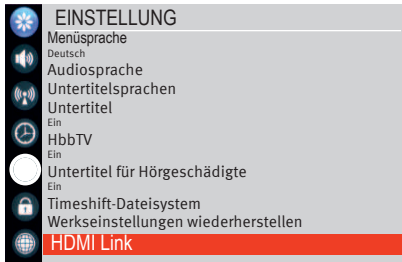 EINSTELLUNG
Menüsprache
Deutsch
Audiosprache
Untertitelsprachen
Untertitel
Ein
HbbTV
Ein
Untertitel für Hörgeschädigte
Ein
Timeshift-Dateisystem
Werkseinstellungen wiederherstellen
HDMI Link